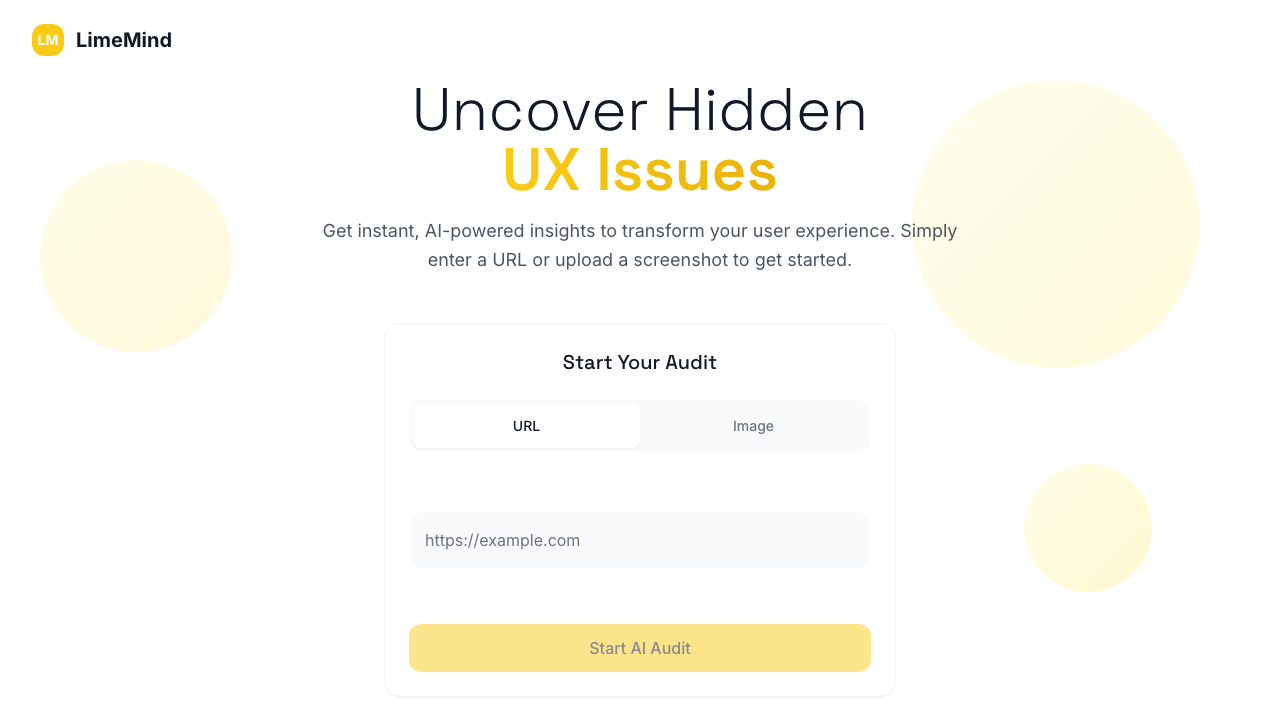 LM
LimeMind
Uncover Hidden
UX Issues
Get instant, AI-powered insights to transform your user experience. Simply
enter a URL or upload a screenshot to get started.
Start Your Audit
URL
Image
https://example.com
Start AI Audit